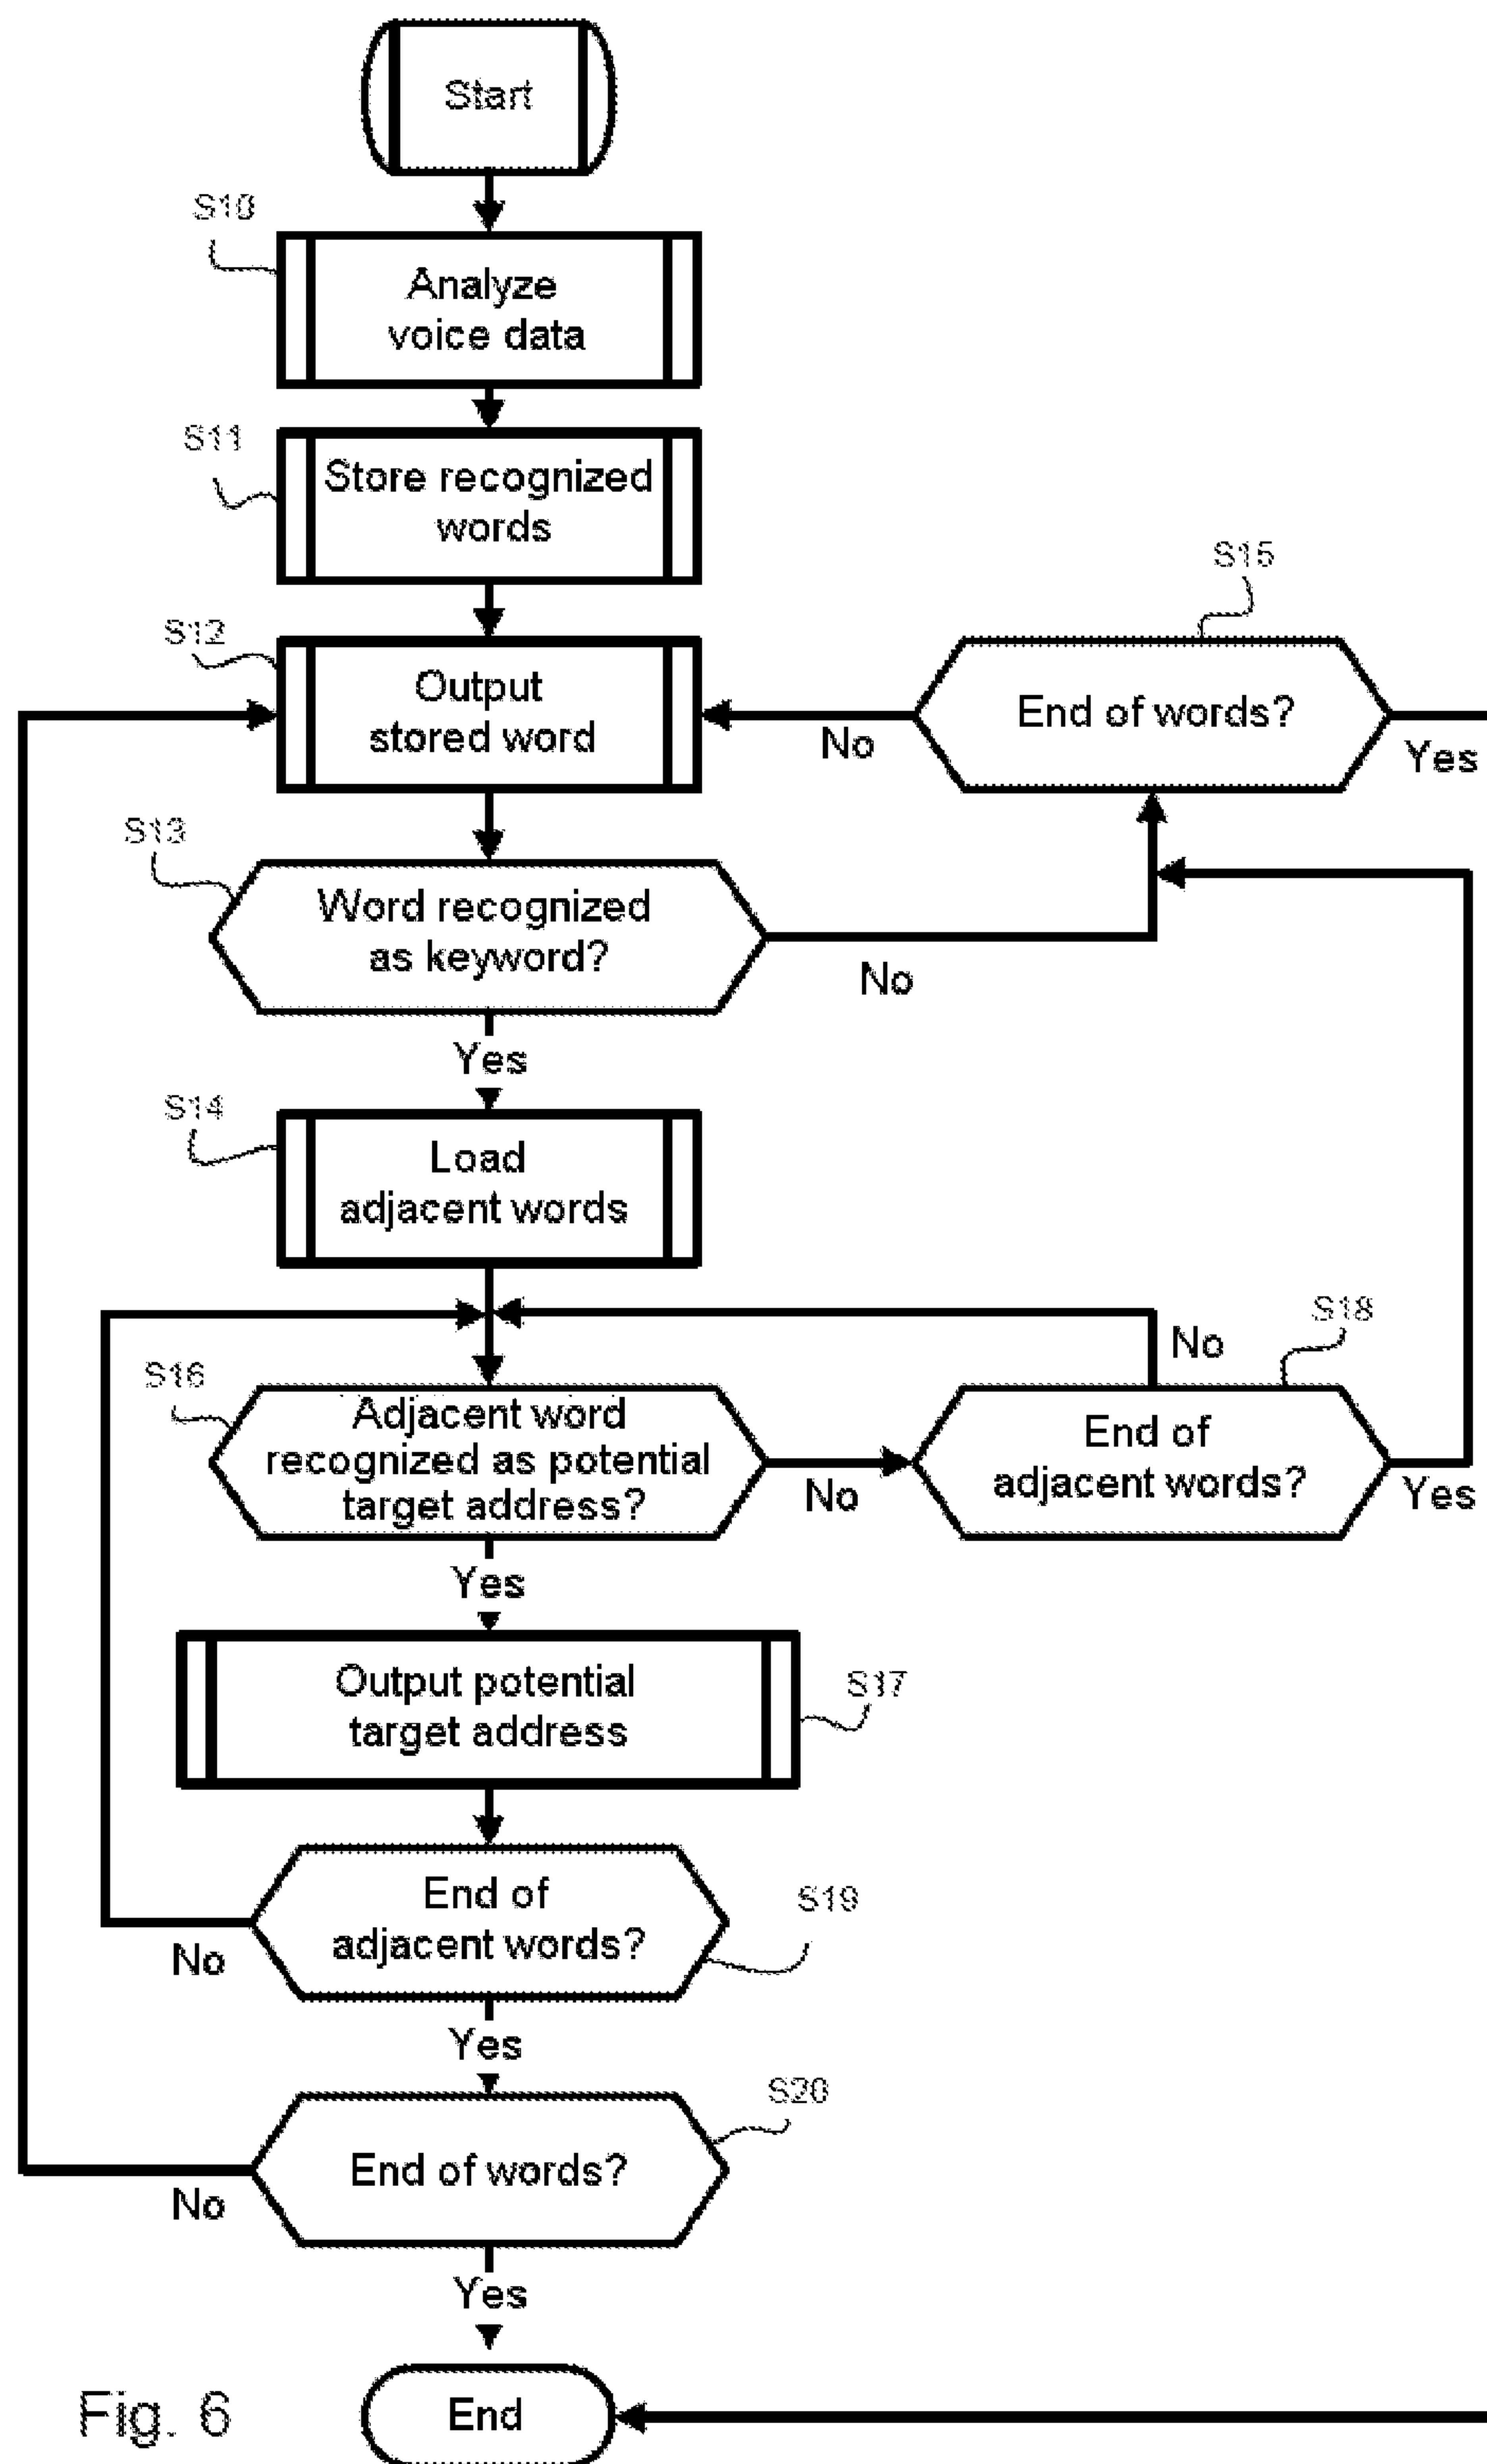 Start
S10
Analyze
voice data
S11
Store recognized
words
S12
Output
stored word
S15
End of words?
No
Yes
S13
Word recognized
as keyword?
No
Yes
S14
Load
adjacent words
S16
Adjacent word
recognized as potential
target address?
No
S18
End of
adjacent words?
No
Yes
Yes
Output potential
target address
S17
End of
adjacent words?
S19
No
Yes
S20
End of words?
No
Yes
End
Fig. 6